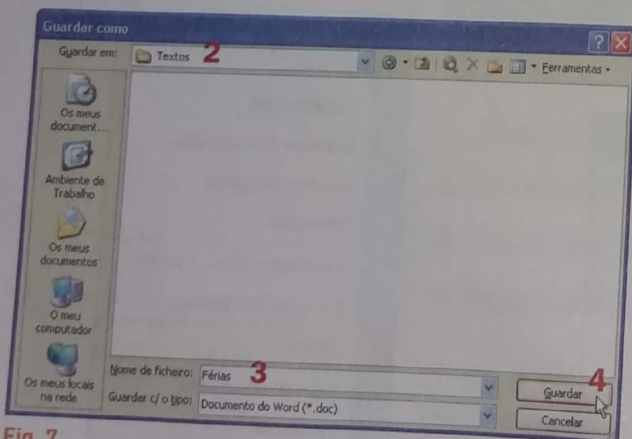 Guardar como
Guardar em: Textos 2 Ferramentas
Os meus
document...
Ambiente de
Trabalho
Os meus
documentos
O meu
computador
Os meus locais
na rede
Nome de ficheiro: Férias 3 Guardar 4
Guardar c/ o tipo: Documento do Word (*.doc) Cancelar
Fig. 7